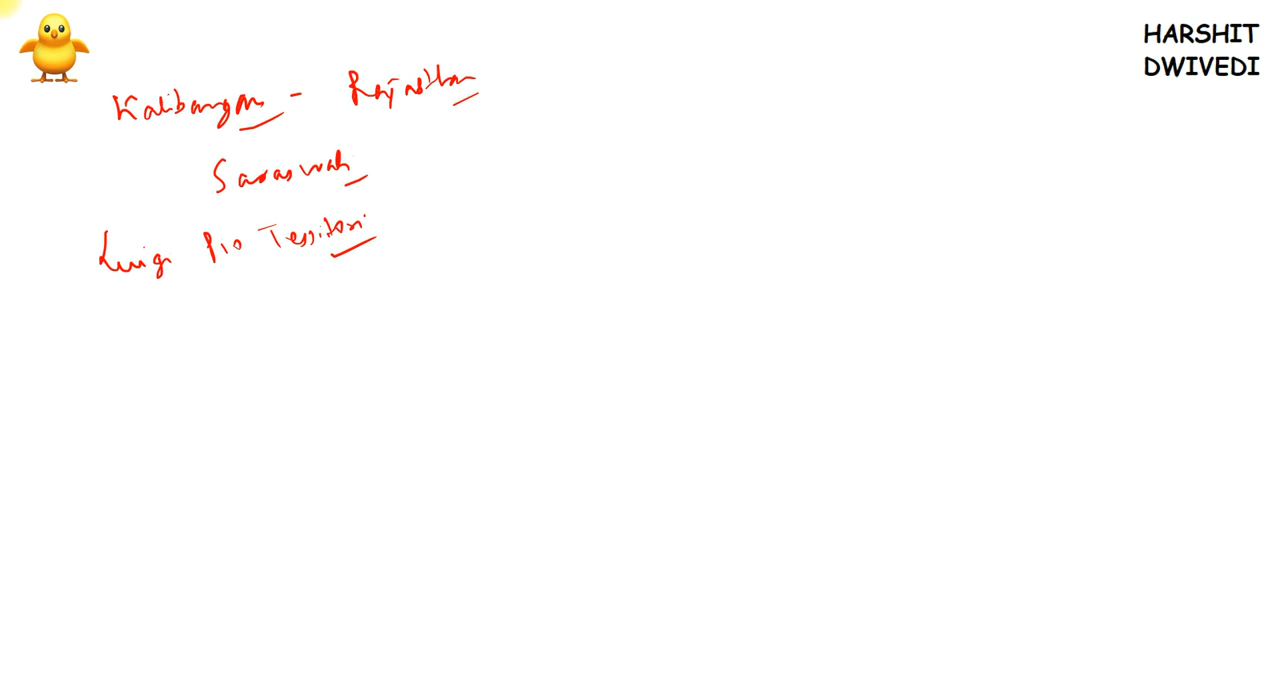 HARSHIT
DWIVEDI
Kalibangan - Rajasthan
Saraswati
Luigi Pio Tessitori